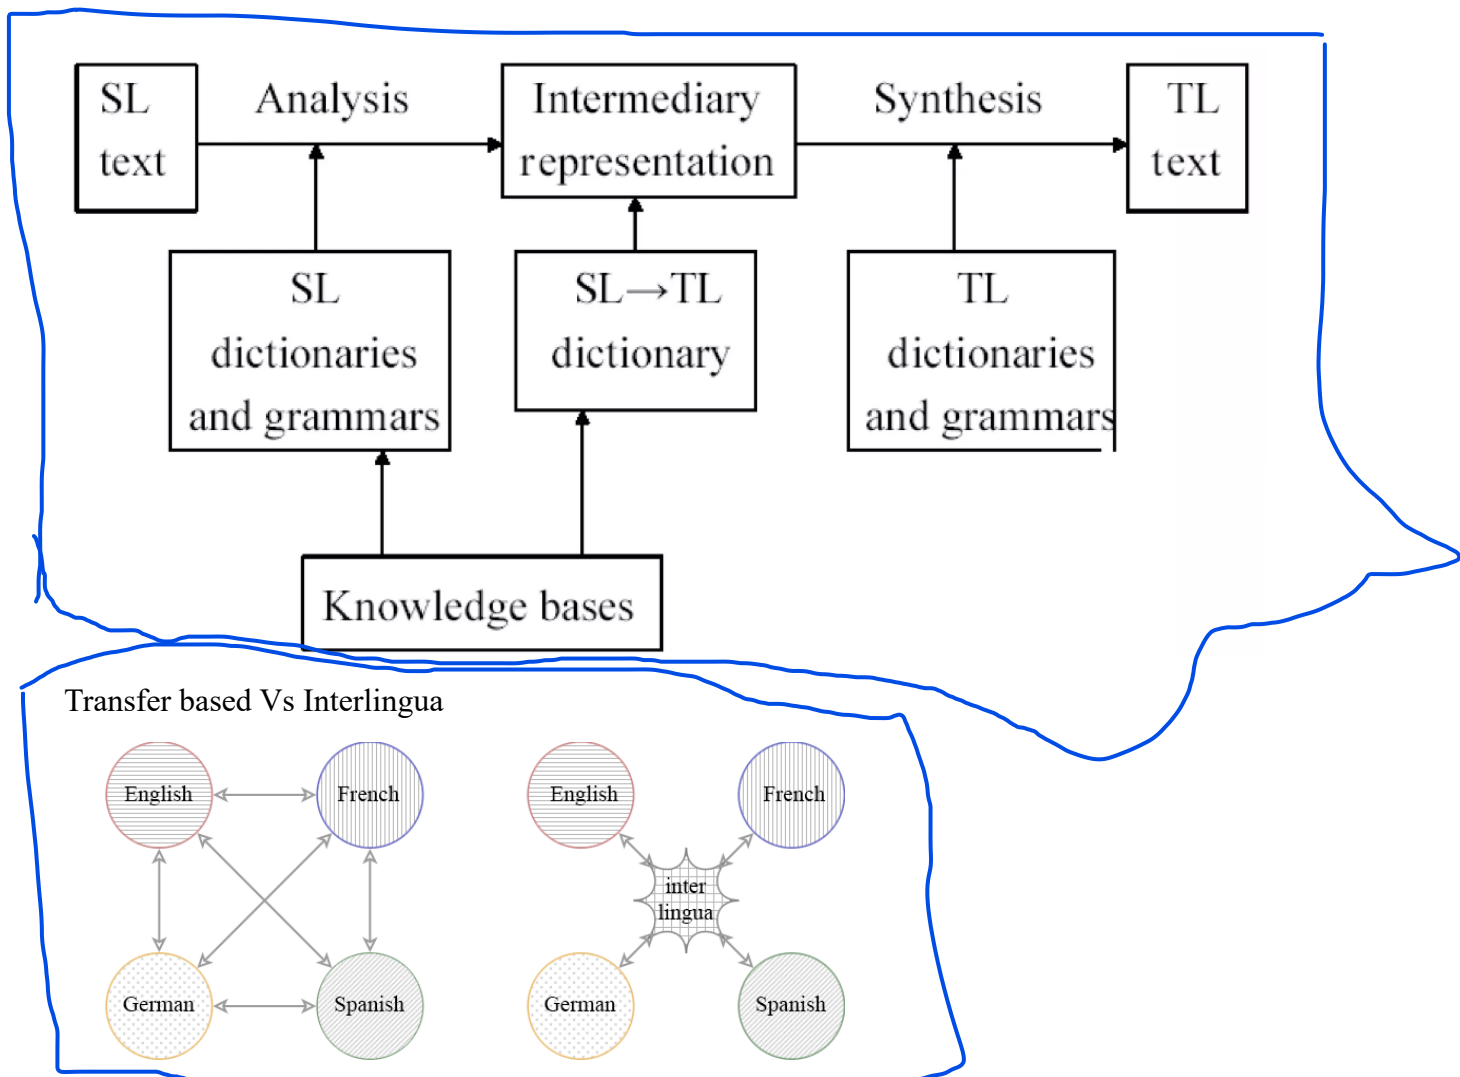 SL
text
Analysis
Intermediary
representation
Synthesis
TL
text
SL
dictionaries
and grammars
SL→TL
dictionary
TL
dictionaries
and grammars
Knowledge bases
Transfer based Vs Interlingua
English
French
German
Spanish
English
French
inter
lingua
German
Spanish